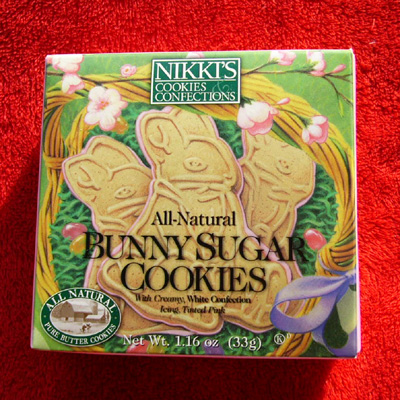 NIKKI'S
COOKIES
& CONFECTIONS
All-Natural
BUNNY SUGAR
COOKIES
With Creamy, White Confection
Icing, Tinted Pink
ALL NATURAL
PURE BUTTER COOKIES
Net Wt. 1.16 oz (33g)